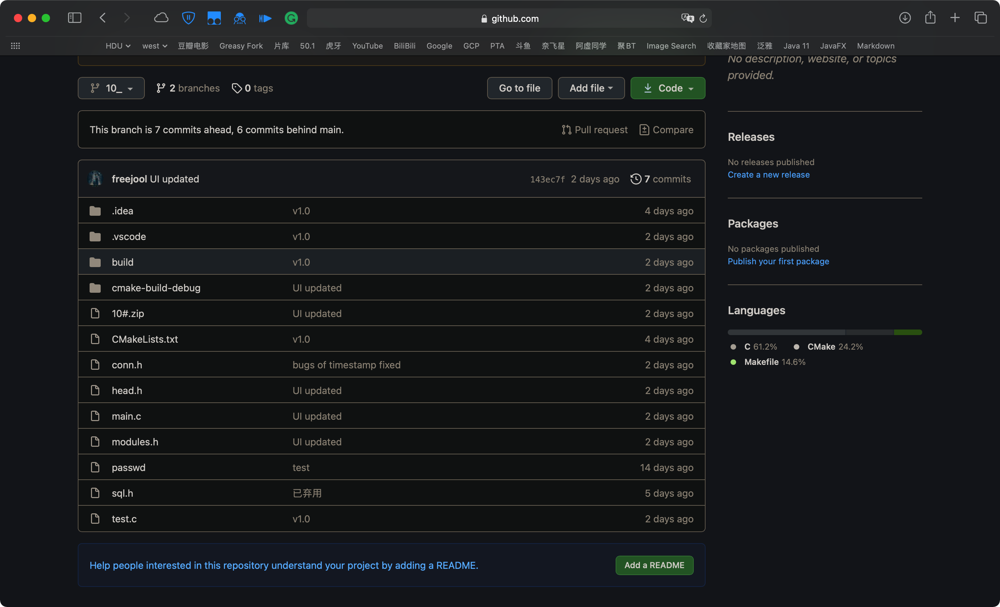 github.com
HDU west 豆瓣电影 Greasy Fork 片库 50.1 虎牙 YouTube BiliBili Google GCP PTA 斗鱼 奈飞星 阿虚同学 聚BT Image Search 收藏家地图 泛雅 Java 11 JavaFX Markdown
No description, website, or topics
provided.
10_ 2 branches 0 tags Go to file Add file Code
This branch is 7 commits ahead, 6 commits behind main. Pull request Compare
freejool UI updated 143ec7f 2 days ago 7 commits
.idea v1.0 4 days ago
.vscode v1.0 2 days ago
build v1.0 2 days ago
cmake-build-debug UI updated 2 days ago
10#.zip UI updated 2 days ago
CMakeLists.txt v1.0 4 days ago
conn.h bugs of timestamp fixed 2 days ago
head.h UI updated 2 days ago
main.c UI updated 2 days ago
modules.h UI updated 2 days ago
passwd test 14 days ago
sql.h 已弃用 5 days ago
test.c v1.0 2 days ago
Help people interested in this repository understand your project by adding a README. Add a README
Releases
No releases published
Create a new release
Packages
No packages published
Publish your first package
Languages
C 61.2% CMake 24.2%
Makefile 14.6%